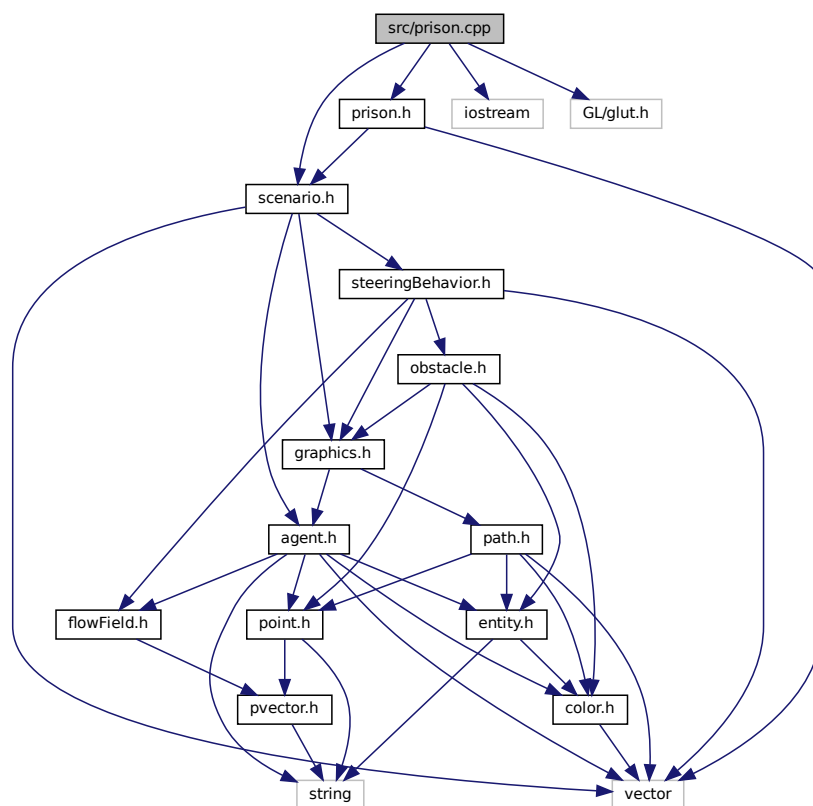 src/prison.cpp
prison.h
iostream
GL/glut.h
scenario.h
steeringBehavior.h
obstacle.h
graphics.h
agent.h
path.h
flowField.h
point.h
entity.h
pvector.h
color.h
string
vector